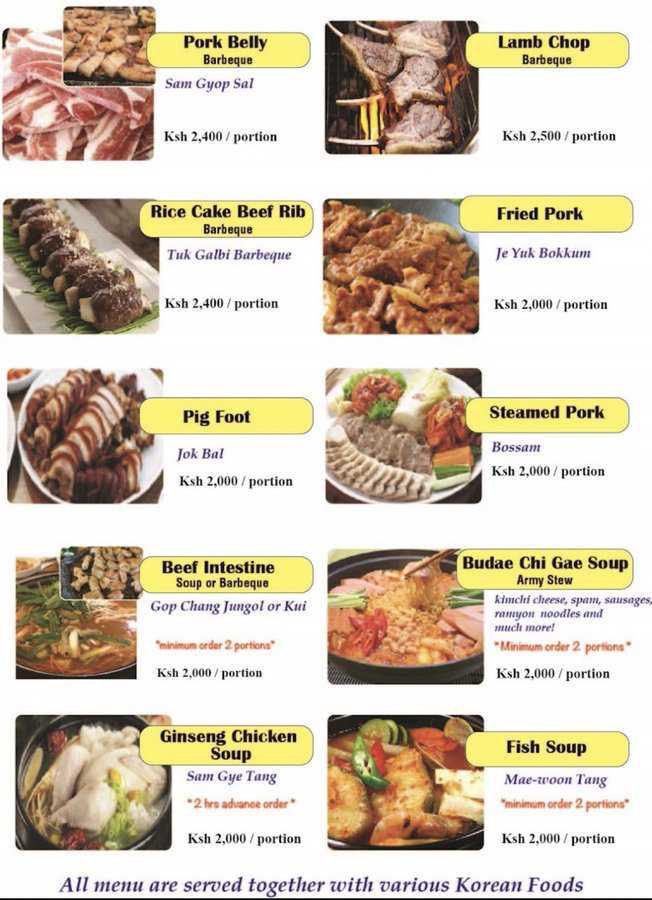 Pork Belly
Barbeque
Sam Gyop Sal
Ksh 2,400 / portion
Lamb Chop
Barbeque
Ksh 2,500 / portion
Rice Cake Beef Rib
Barbeque
Tuk Galbi Barbeque
Ksh 2,400 / portion
Fried Pork
Je Yuk Bokkum
Ksh 2,000 / portion
Pig Foot
Jok Bal
Ksh 2,000 / portion
Steamed Pork
Bossam
Ksh 2,000 / portion
Beef Intestine
Soup or Barbeque
Gop Chang Jungol or Kui
*minimum order 2 portions*
Ksh 2,000 / portion
Budae Chi Gae Soup
Army Stew
kimchi cheese, spam, sausages,
ramyon noodles and
much more!
*Minimum order 2 portions*
Ksh 2,000 / portion
Ginseng Chicken
Soup
Sam Gye Tang
*2 hrs advance order*
Ksh 2,000 / portion
Fish Soup
Mae-woon Tang
*minimum order 2 portions*
Ksh 2,000 / portion
All menu are served together with various Korean Foods